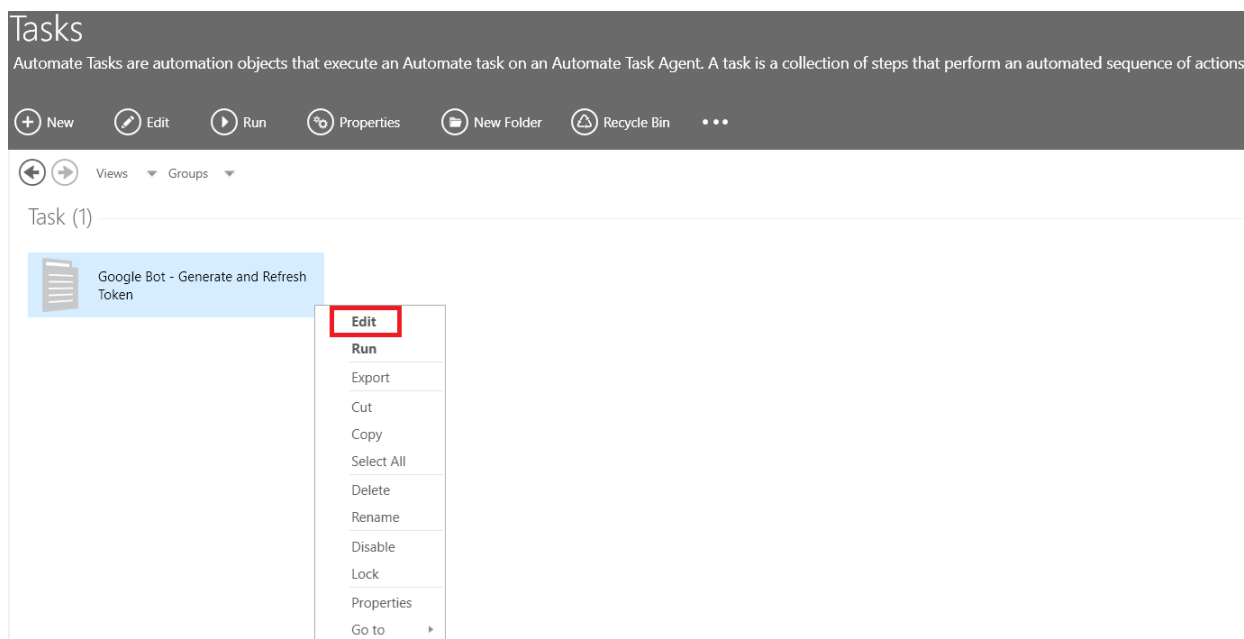 Tasks
Automate Tasks are automation objects that execute an Automate task on an Automate Task Agent. A task is a collection of steps that perform an automated sequence of actions
New Edit Run Properties New Folder Recycle Bin •••
Views Groups
Task (1)
Google Bot - Generate and Refresh
Token
Edit
Run
Export
Cut
Copy
Select All
Delete
Rename
Disable
Lock
Properties
Go to